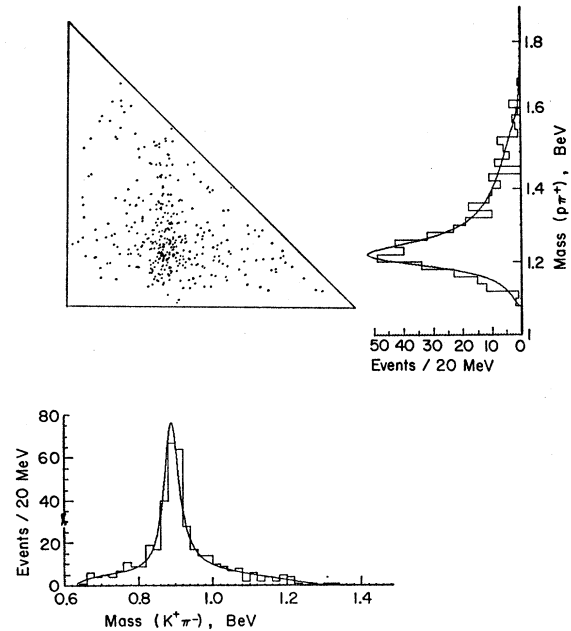 1.8
1.6
1.4
1.2
1
Mass (pπ+), BeV
50 40 30 20 10 0
Events / 20 MeV
80
60
40
20
0
Events / 20 MeV
0.6 0.8 1.0 1.2 1.4
Mass (K+π-), BeV